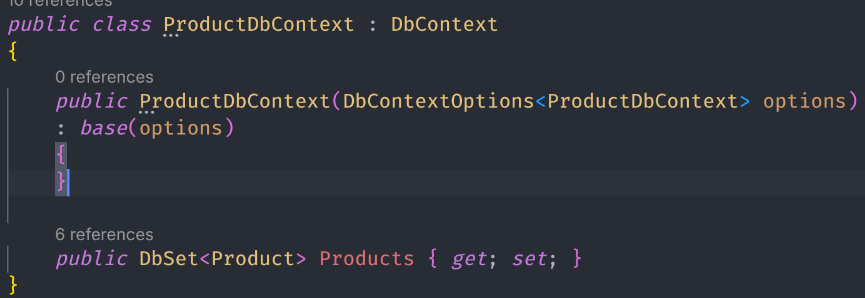 10 references
public class ProductDbContext : DbContext
{
0 references
public ProductDbContext(DbContextOptions<ProductDbContext> options)
: base(options)
{
}
6 references
public DbSet<Product> Products { get; set; }
}